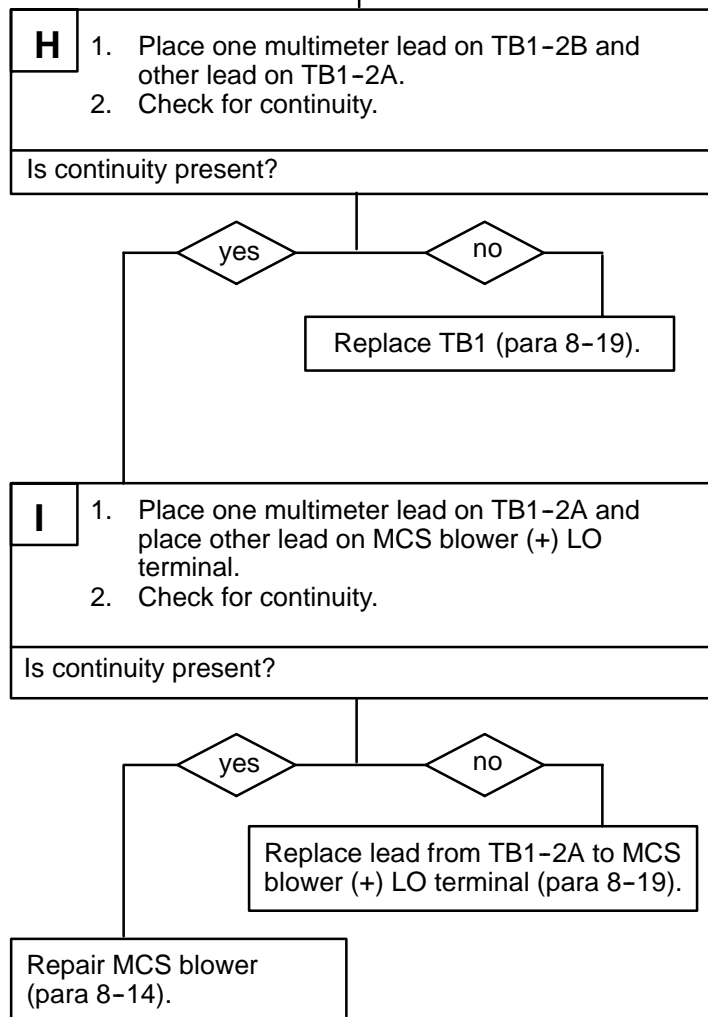 H
1. Place one multimeter lead on TB1-2B and
other lead on TB1-2A.
2. Check for continuity.
Is continuity present?
yes
no
Replace TB1 (para 8-19).
I
1. Place one multimeter lead on TB1-2A and
place other lead on MCS blower (+) LO
terminal.
2. Check for continuity.
Is continuity present?
yes
no
Replace lead from TB1-2A to MCS
blower (+) LO terminal (para 8-19).
Repair MCS blower
(para 8-14).